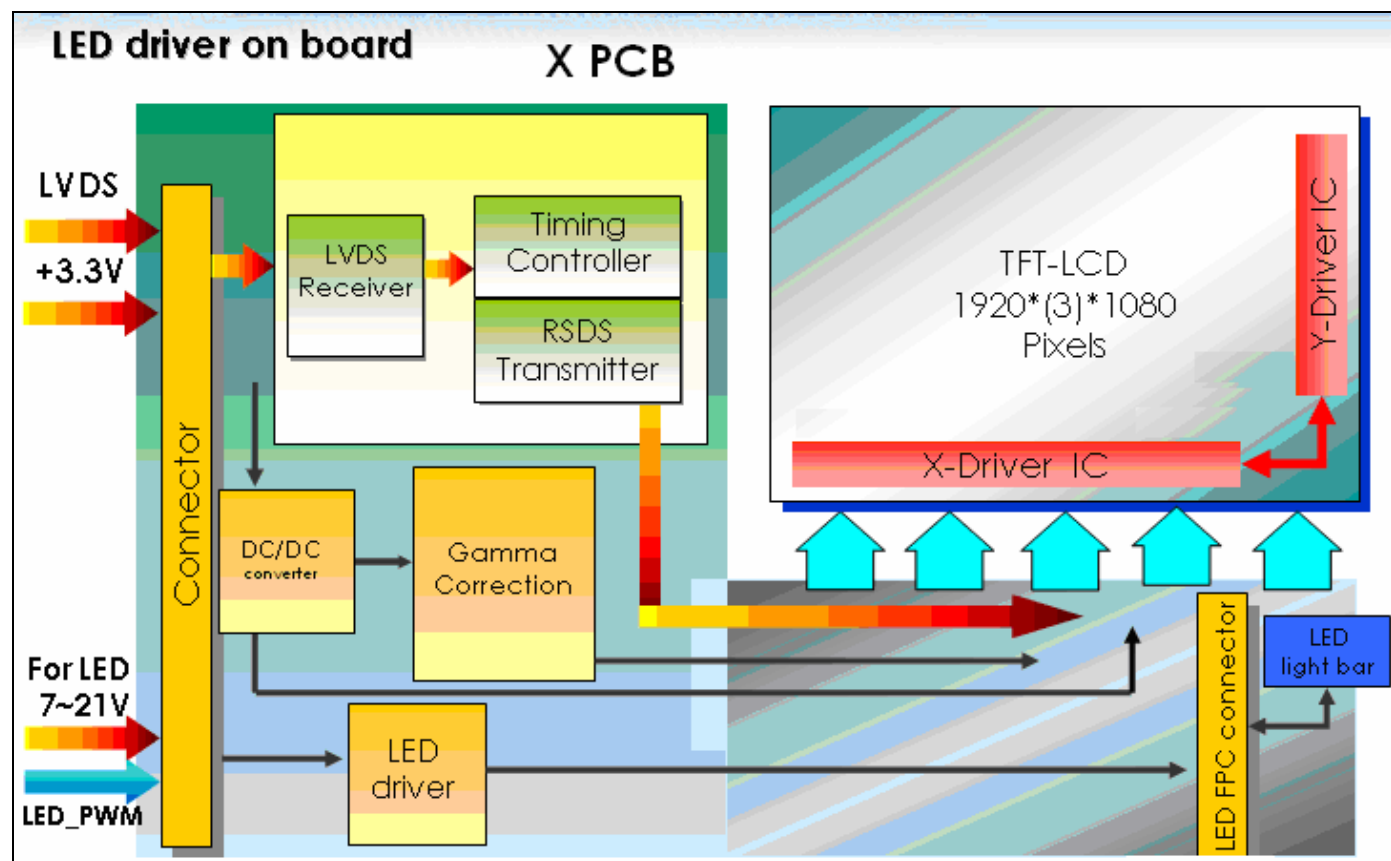 LED driver on board
X PCB
LVDS
+3.3V
For LED
7~21V
LED_PWM
Connector
LVDS
Receiver
Timing
Controller
RSDS
Transmitter
DC/DC
converter
Gamma
Correction
LED
driver
TFT-LCD
1920*(3)*1080
Pixels
Y-Driver IC
X-Driver IC
LED FPC connector
LED
light bar